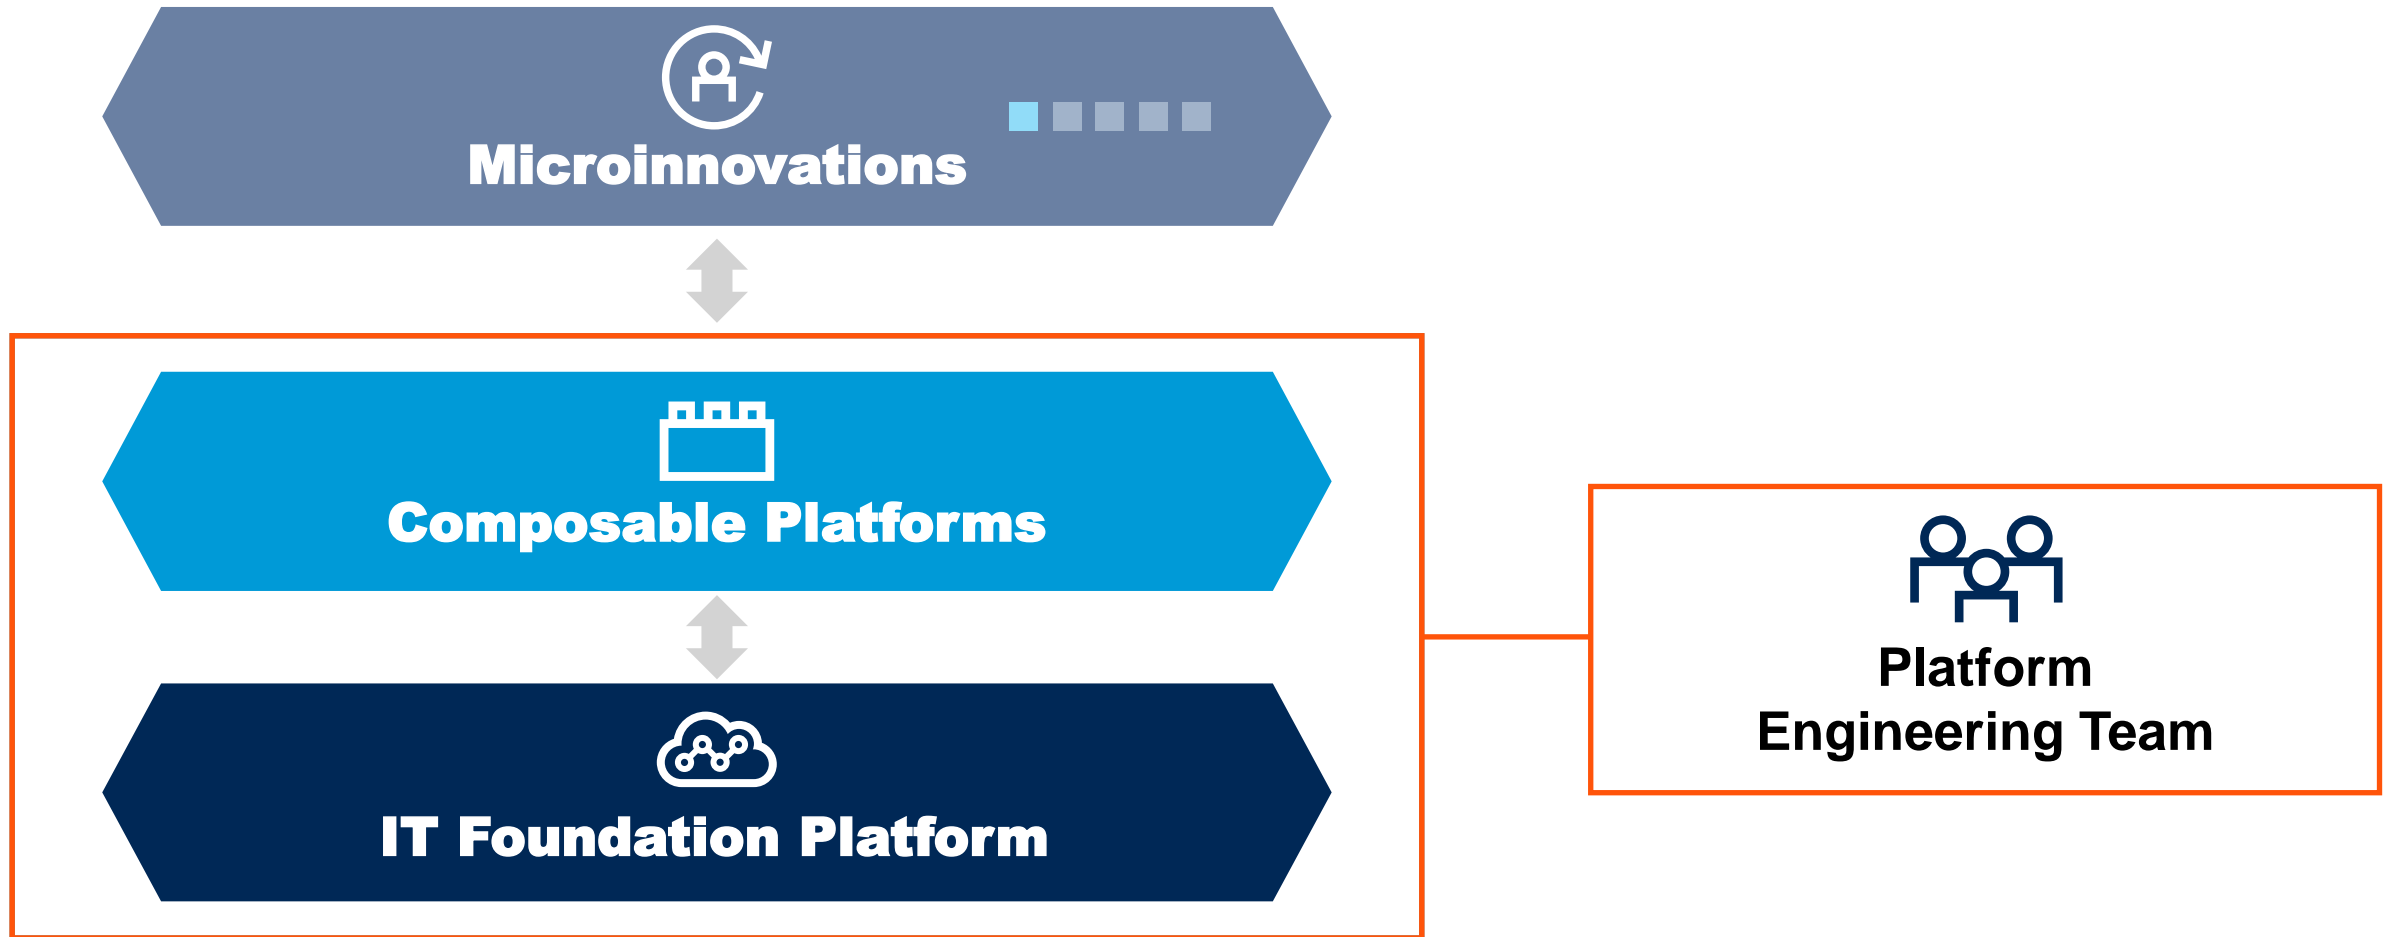 Microinnovations
Composable Platforms
IT Foundation Platform
Platform
Engineering Team